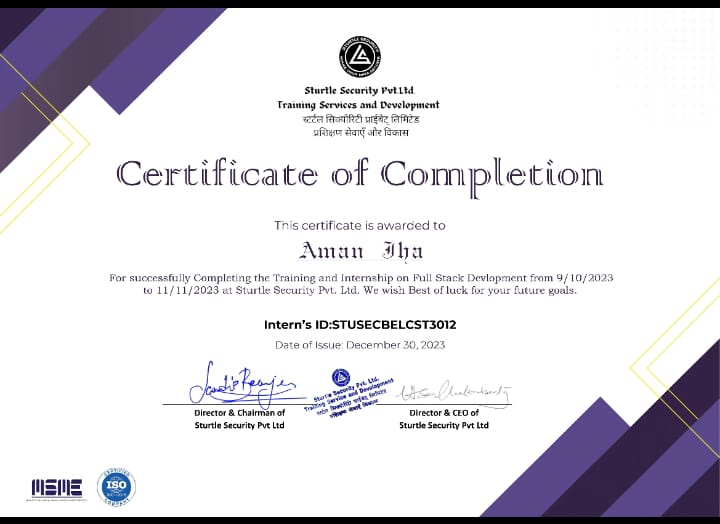 Sturtle Security Pvt.Ltd.
Training Services and Development
स्टर्टल सिक्योरिटी प्राईवेट् लिमिटेड
प्रशिक्षण सेवाएँ और विकास
Certificate of Completion
This certificate is awarded to
Aman Jha
For successfully Completing the Training and Internship on Full Stack Devlopment from 9/10/2023
to 11/11/2023 at Sturtle Security Pvt. Ltd. We wish Best of luck for your future goals.
Intern's ID:STUSECBELCST3012
Date of Issue: December 30, 2023
Sturtle Security Pvt. Ltd.
Training Service and Development
Director & Chairman of
Sturtle Security Pvt Ltd
Director & CEO of
Sturtle Security Pvt Ltd
MSME
CERTIFIED
ISO
COMPANY